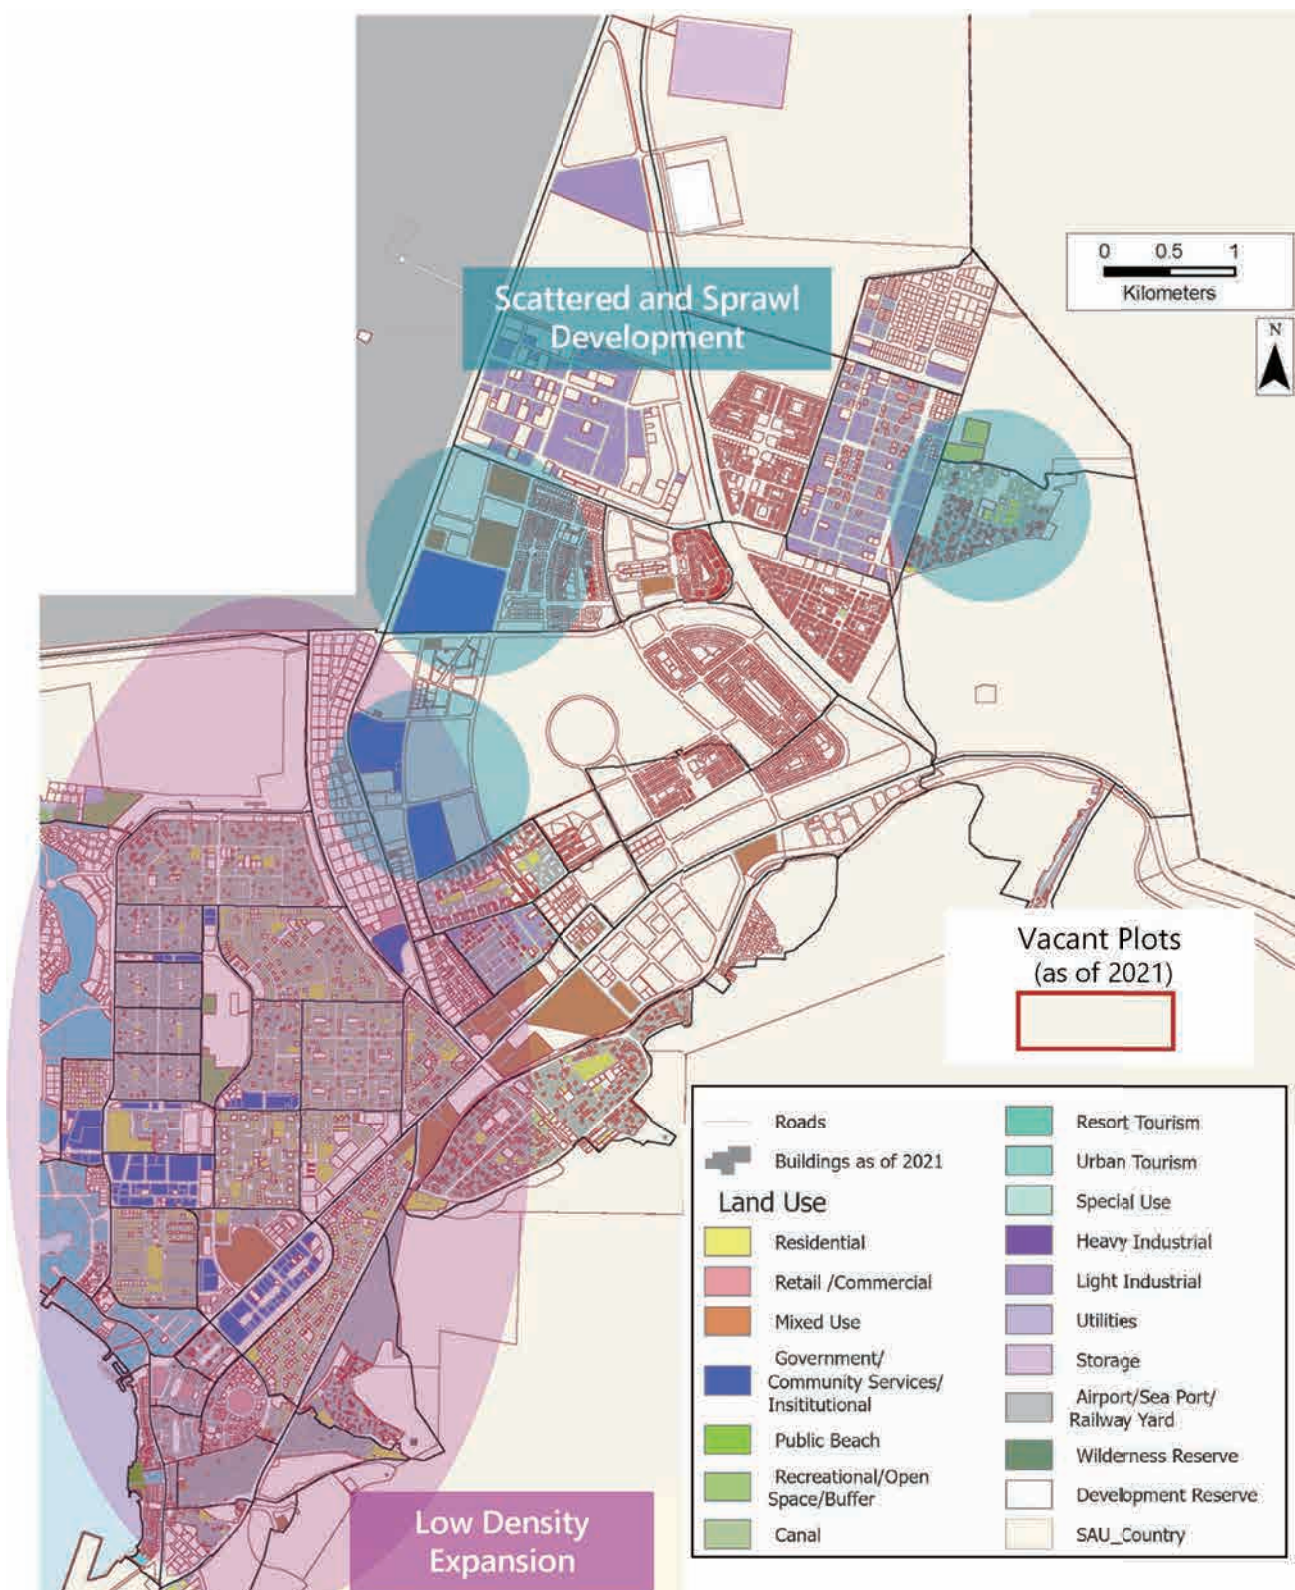 Scattered and Sprawl
Development
0 0.5 1
Kilometers
N
Vacant Plots
(as of 2021)
Roads
Buildings as of 2021
Land Use
Residential
Retail /Commercial
Mixed Use
Government/
Community Services/
Insititutional
Public Beach
Recreational/Open
Space/Buffer
Canal
Resort Tourism
Urban Tourism
Special Use
Heavy Industrial
Light Industrial
Utilities
Storage
Airport/Sea Port/
Railway Yard
Wilderness Reserve
Development Reserve
SAU_Country
Low Density
Expansion